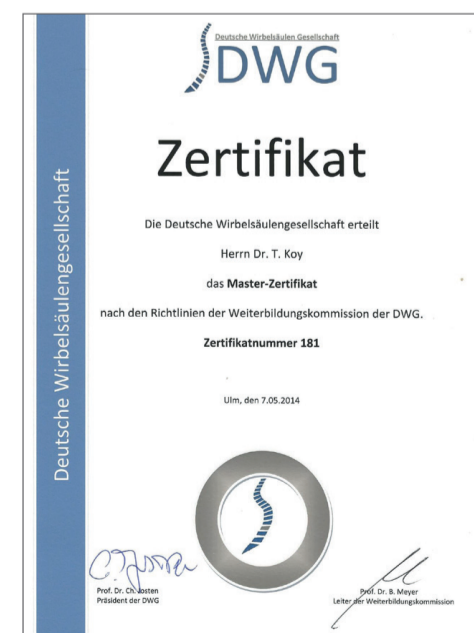 Deutsche Wirbelsäulen Gesellschaft
DWG
Deutsche Wirbelsäulengesellschaft
Zertifikat
Die Deutsche Wirbelsäulengesellschaft erteilt
Herrn Dr. T. Koy
das Master-Zertifikat
nach den Richtlinien der Weiterbildungskommission der DWG.
Zertifikatnummer 181
Ulm, den 7.05.2014
Prof. Dr. Ch. Josten
Präsident der DWG
Prof. Dr. B. Meyer
Leiter der Weiterbildungskommission